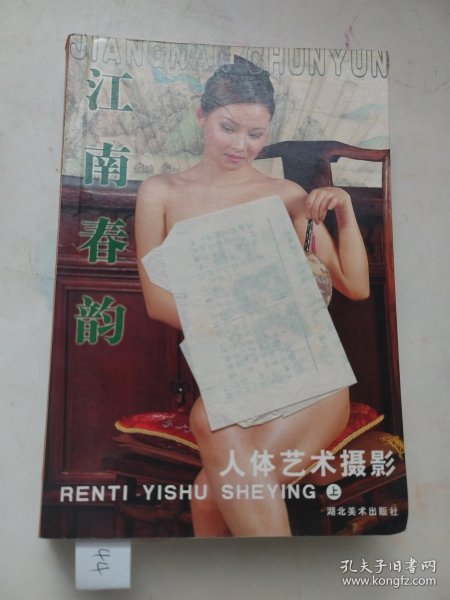 JIANGNAN CHUNYUN
江南春韵
人体艺术摄影
RENTI YISHU SHEYING 上
湖北美术出版社
44
孔夫子旧书网
www.kongfz.com